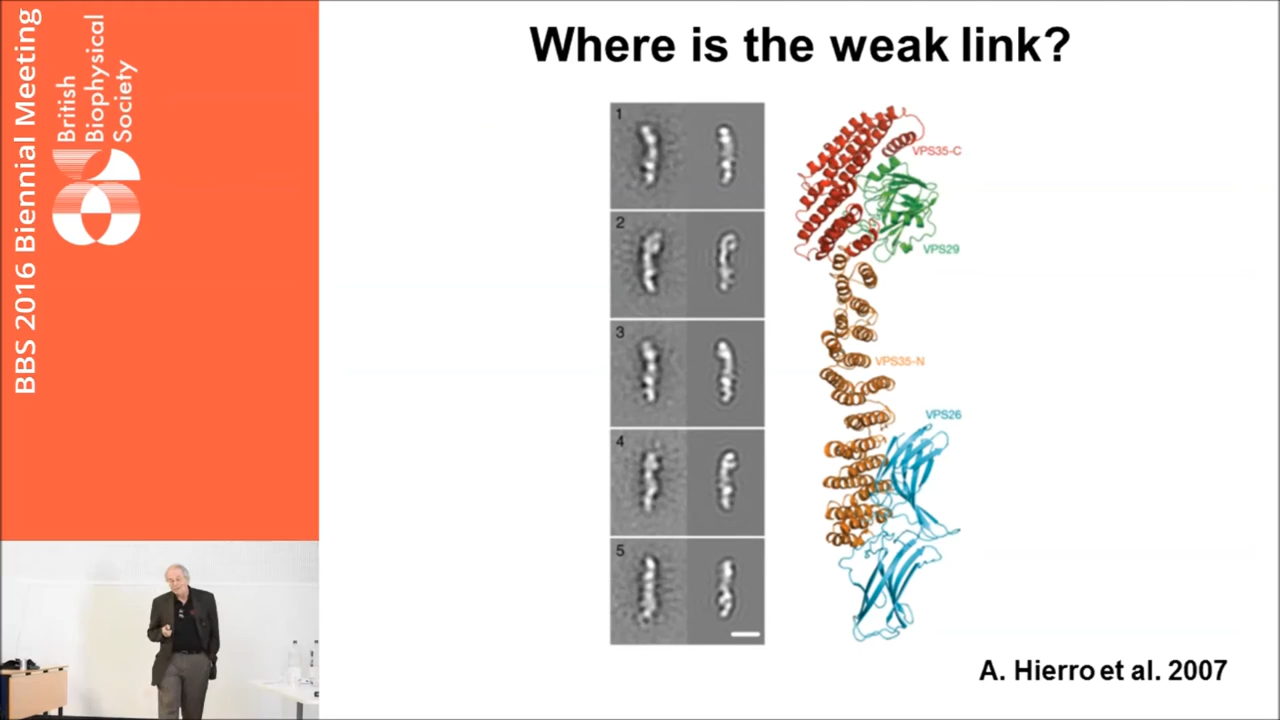 BBS 2016 Biennial Meeting
British
Biophysical
Society
Where is the weak link?
1
2
3
4
5
VPS35-C
VPS29
VPS35-N
VPS26
A. Hierro et al. 2007